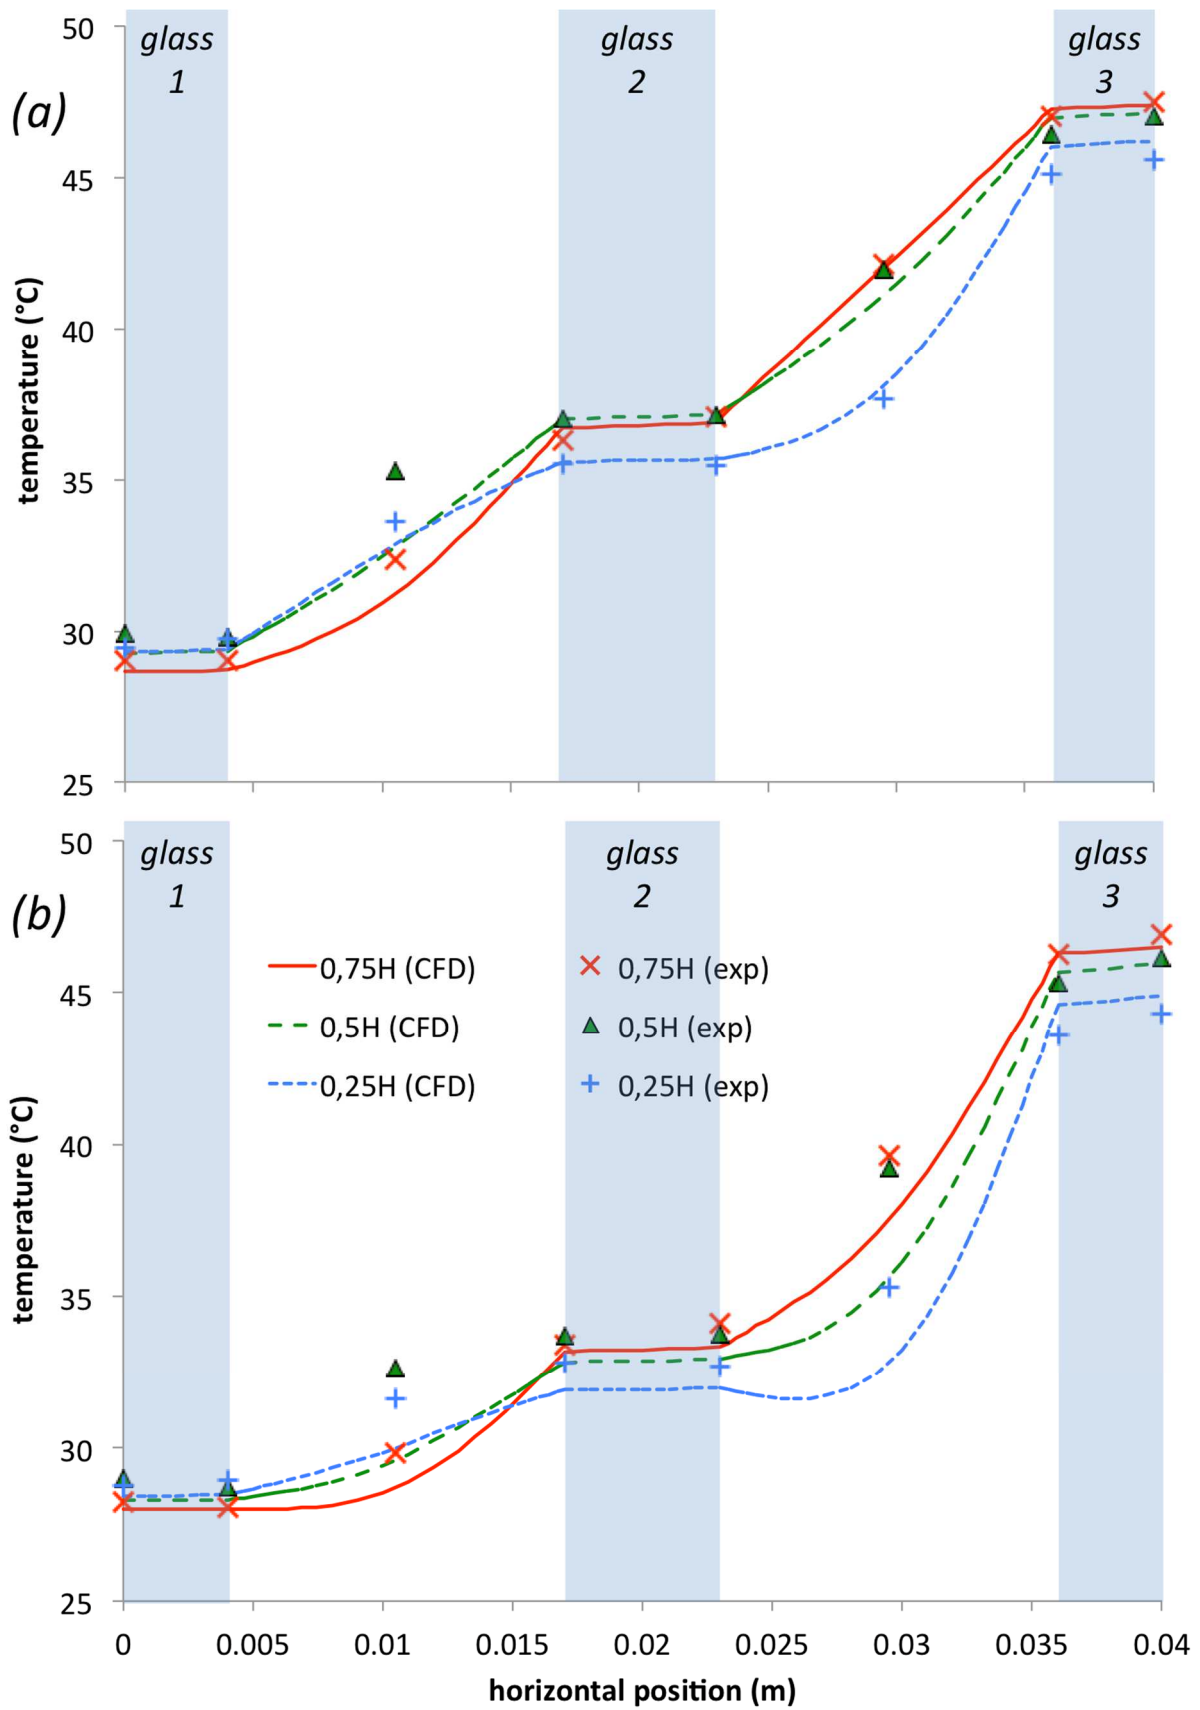 (a)
glass
1
glass
2
glass
3
50
45
40
35
30
25
temperature (°C)
(b)
glass
1
glass
2
glass
3
50
45
40
35
30
25
temperature (°C)
0,75H (CFD)
0,75H (exp)
0,5H (CFD)
0,5H (exp)
0,25H (CFD)
0,25H (exp)
0 0.005 0.01 0.015 0.02 0.025 0.03 0.035 0.04
horizontal position (m)